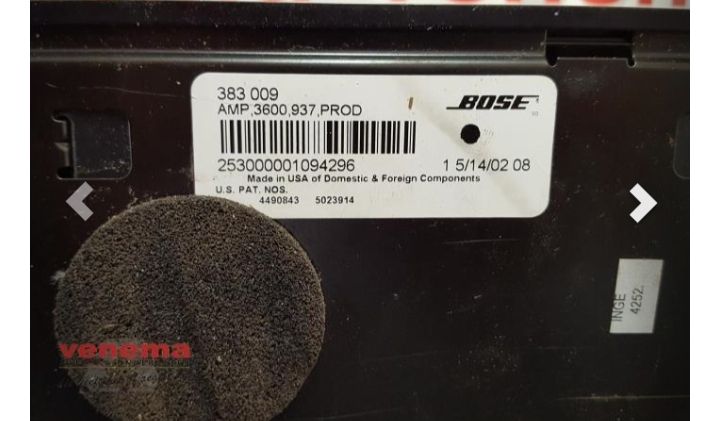 383 009
AMP,3600,937,PROD
BOSE
253000001094296
1 5/14/02 08
Made in USA of Domestic & Foreign Components
U.S. PAT. NOS.
4490843 5023914
INGE
4252.
venema